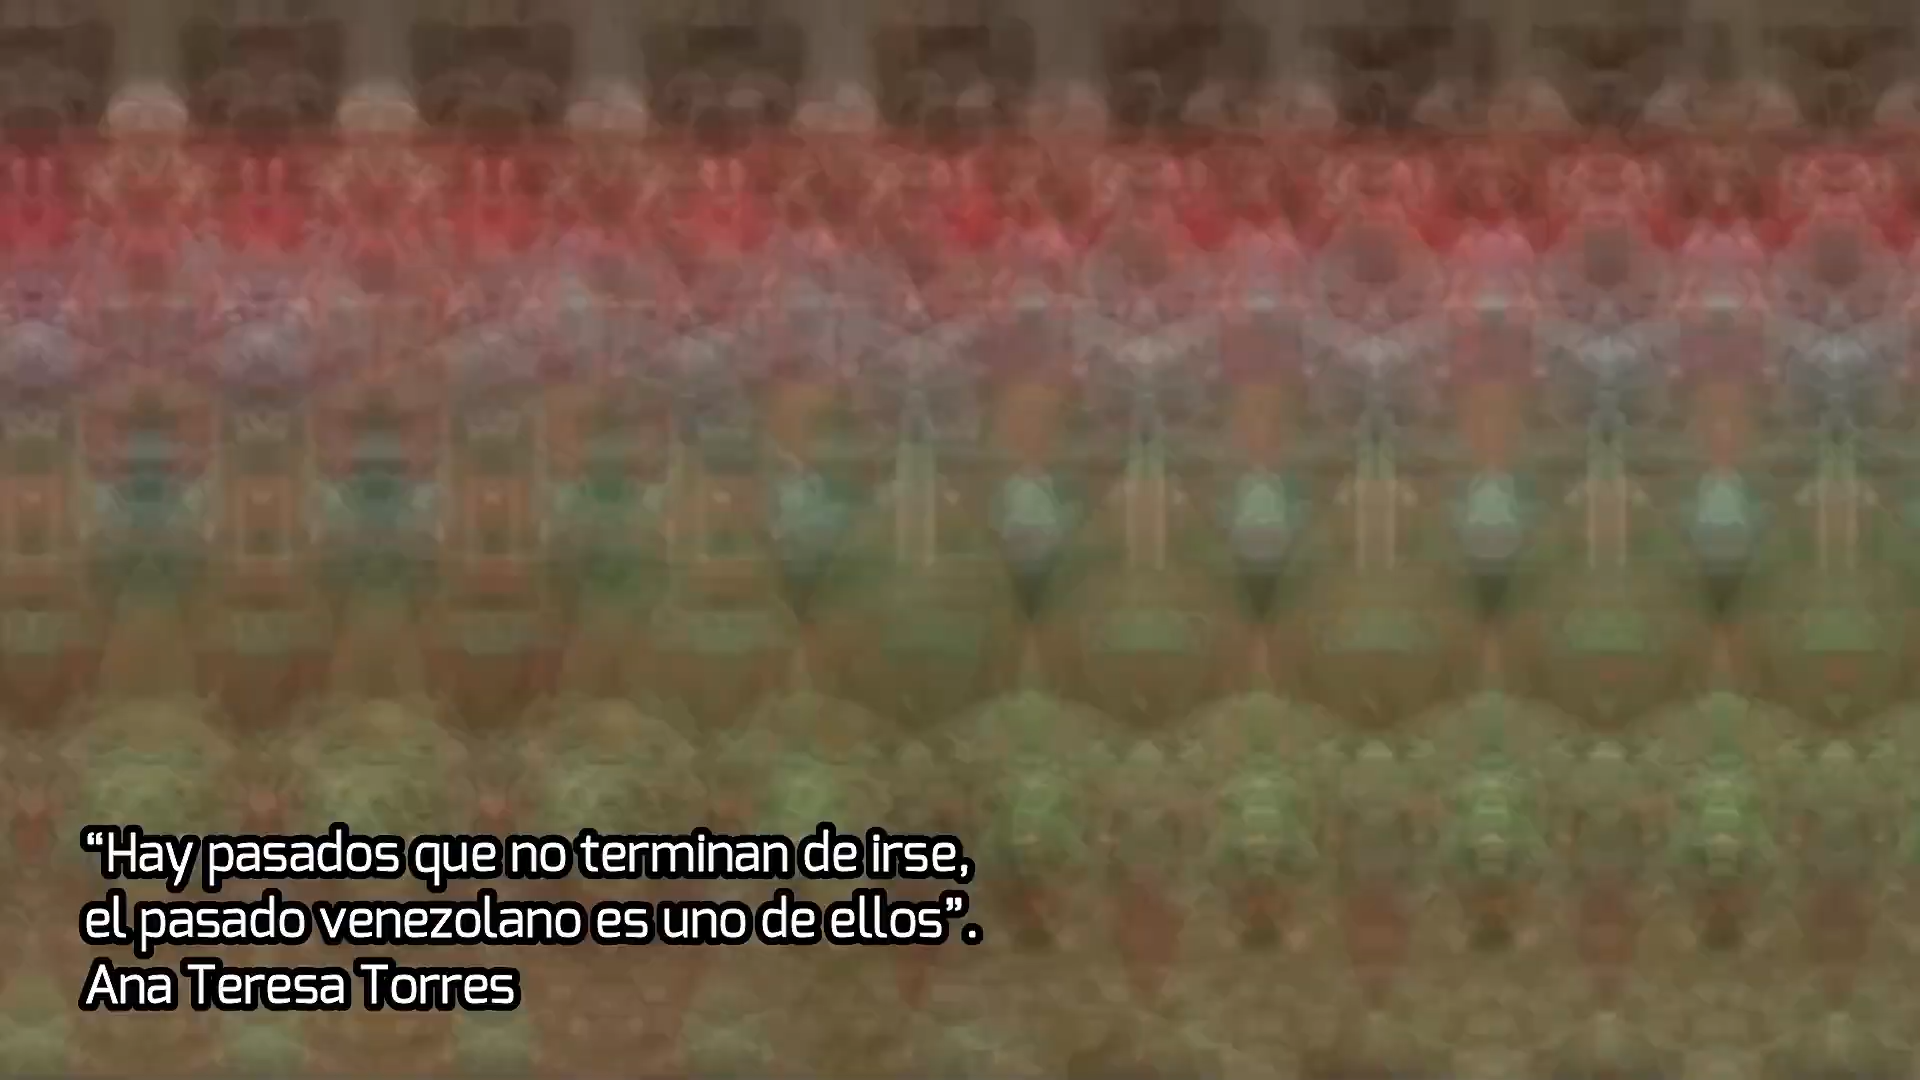 “Hay pasados que no terminan de irse,
el pasado venezolano es uno de ellos”.
Ana Teresa Torres